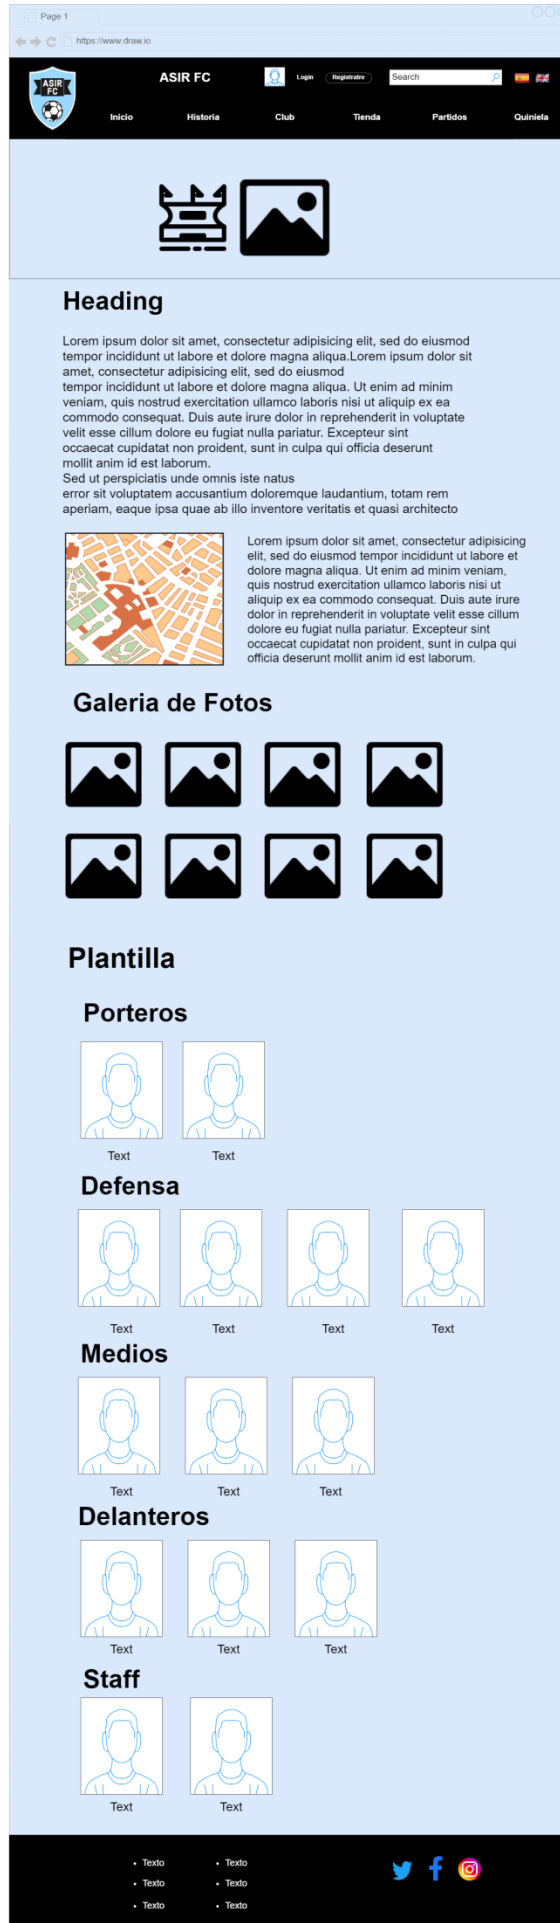 Page 1
https://www.draw.io
ASIR
FC
ASIR FC
Login
Registratre
Search
Inicio
Historia
Club
Tienda
Partidos
Quiniela
Heading
Lorem ipsum dolor sit amet, consectetur adipisicing elit, sed do eiusmod
tempor incididunt ut labore et dolore magna aliqua.Lorem ipsum dolor sit
amet, consectetur adipisicing elit, sed do eiusmod
tempor incididunt ut labore et dolore magna aliqua. Ut enim ad minim
veniam, quis nostrud exercitation ullamco laboris nisi ut aliquip ex ea
commodo consequat. Duis aute irure dolor in reprehenderit in voluptate
velit esse cillum dolore eu fugiat nulla pariatur. Excepteur sint
occaecat cupidatat non proident, sunt in culpa qui officia deserunt
mollit anim id est laborum.
Sed ut perspiciatis unde omnis iste natus
error sit voluptatem accusantium doloremque laudantium, totam rem
aperiam, eaque ipsa quae ab illo inventore veritatis et quasi architecto
Lorem ipsum dolor sit amet, consectetur adipisicing
elit, sed do eiusmod tempor incididunt ut labore et
dolore magna aliqua. Ut enim ad minim veniam,
quis nostrud exercitation ullamco laboris nisi ut
aliquip ex ea commodo consequat. Duis aute irure
dolor in reprehenderit in voluptate velit esse cillum
dolore eu fugiat nulla pariatur. Excepteur sint
occaecat cupidatat non proident, sunt in culpa qui
officia deserunt mollit anim id est laborum.
Galeria de Fotos
Plantilla
Porteros
Text
Text
Defensa
Text
Text
Text
Text
Medios
Text
Text
Text
Delanteros
Text
Text
Text
Staff
Text
Text
• Texto
• Texto
• Texto
• Texto
• Texto
• Texto